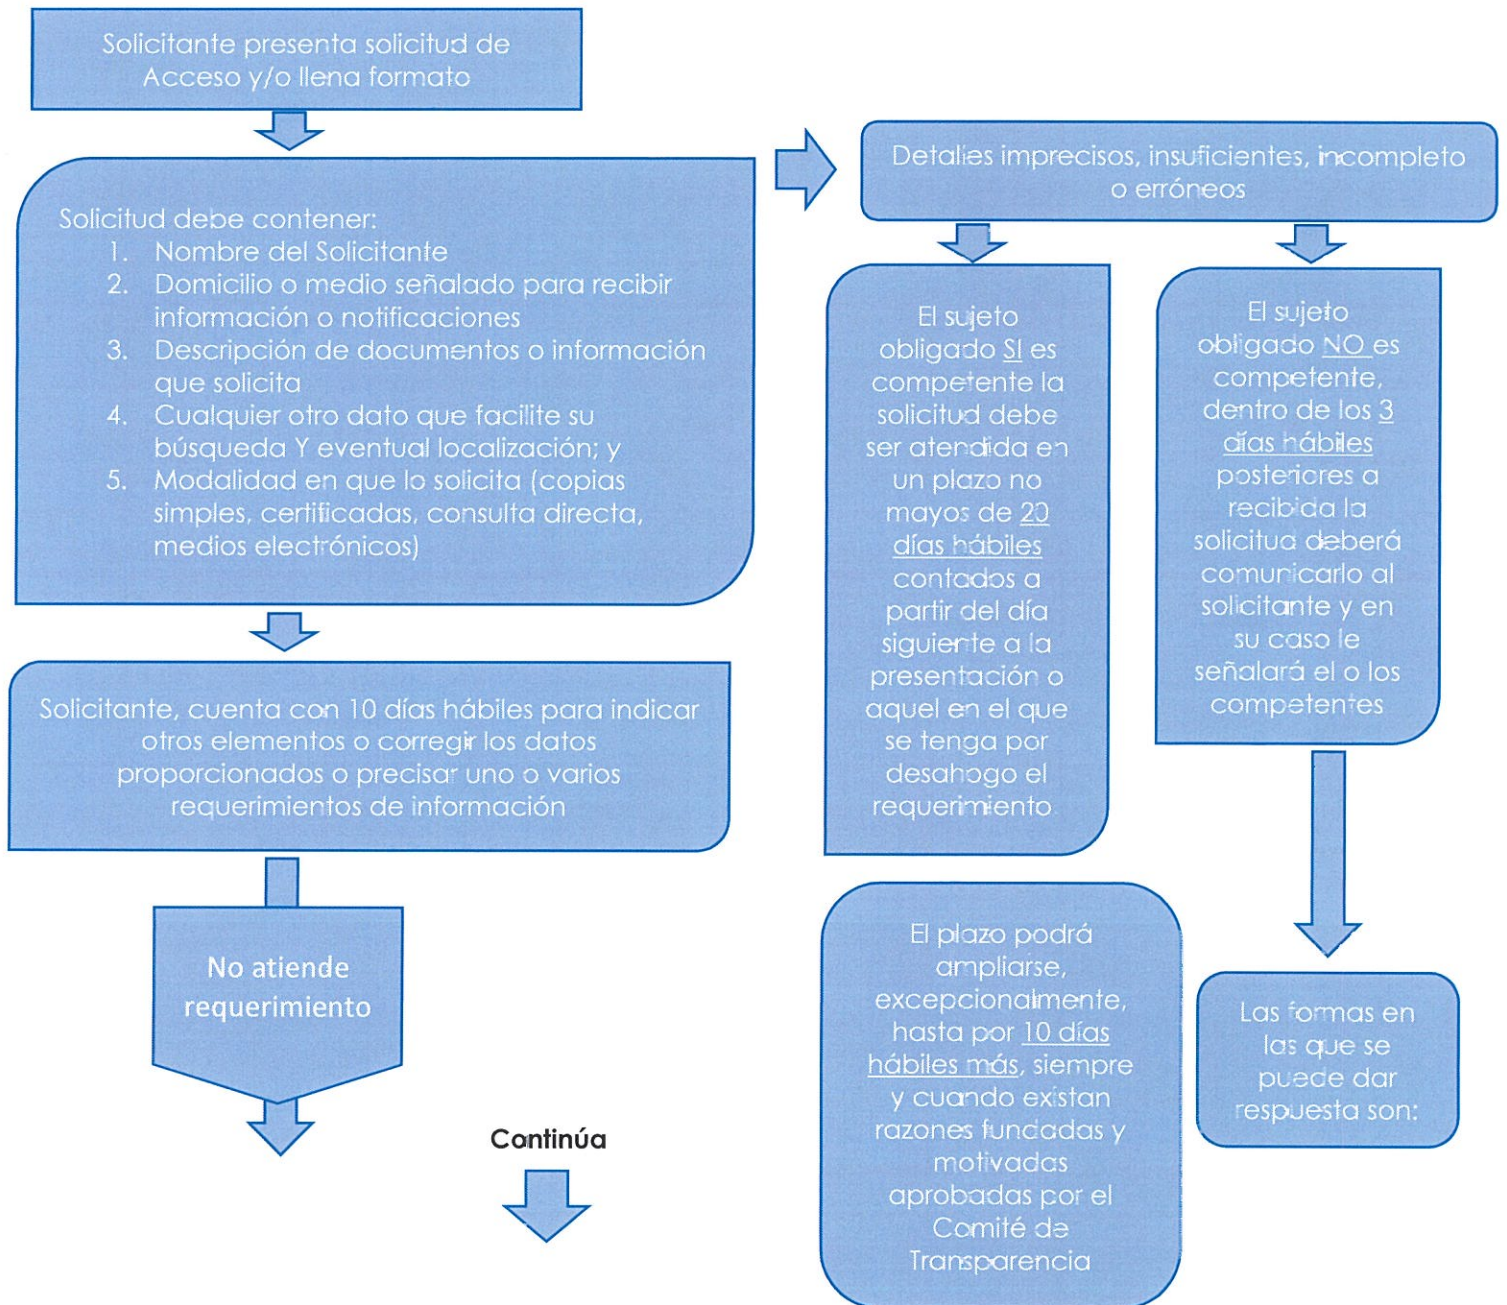 Solicitante presenta solicitud de
Acceso y/o llena formato
Solicitud debe contener:
1. Nombre del Solicitante
2. Domicilio o medio señalado para recibir
información o notificaciones
3. Descripción de documentos o información
que solicita
4. Cualquier otro dato que facilite su
búsqueda Y eventual localización; y
5. Modalidad en que lo solicita (copias
simples, certificadas, consulta directa,
medios electrónicos)
Solicitante, cuenta con 10 días hábiles para indicar
otros elementos o corregir los datos
proporcionados o precisar uno o varios
requerimientos de información
No atiende
requerimiento
Continúa
Detalles imprecisos, insuficientes, incompleto
o erróneos
El sujeto
obligado SI es
competente la
solicitud debe
ser atendida en
un plazo no
mayos de 20
días hábiles
contados a
partir del día
siguiente a la
presentación o
aquel en el que
se tenga por
desahogo el
requerimiento
El plazo podrá
ampliarse,
excepcionalmente,
hasta por 10 días
hábiles más, siempre
y cuando existan
razones fundadas y
motivadas
aprobadas por el
Comité de
Transparencia
El sujeto
obligado NO es
competente,
dentro de los 3
días hábiles
posteriores a
recibida la
solicitud deberá
comunicarlo al
solicitante y en
su caso le
señalará el o los
competentes
Las formas en
las que se
puede dar
respuesta son: